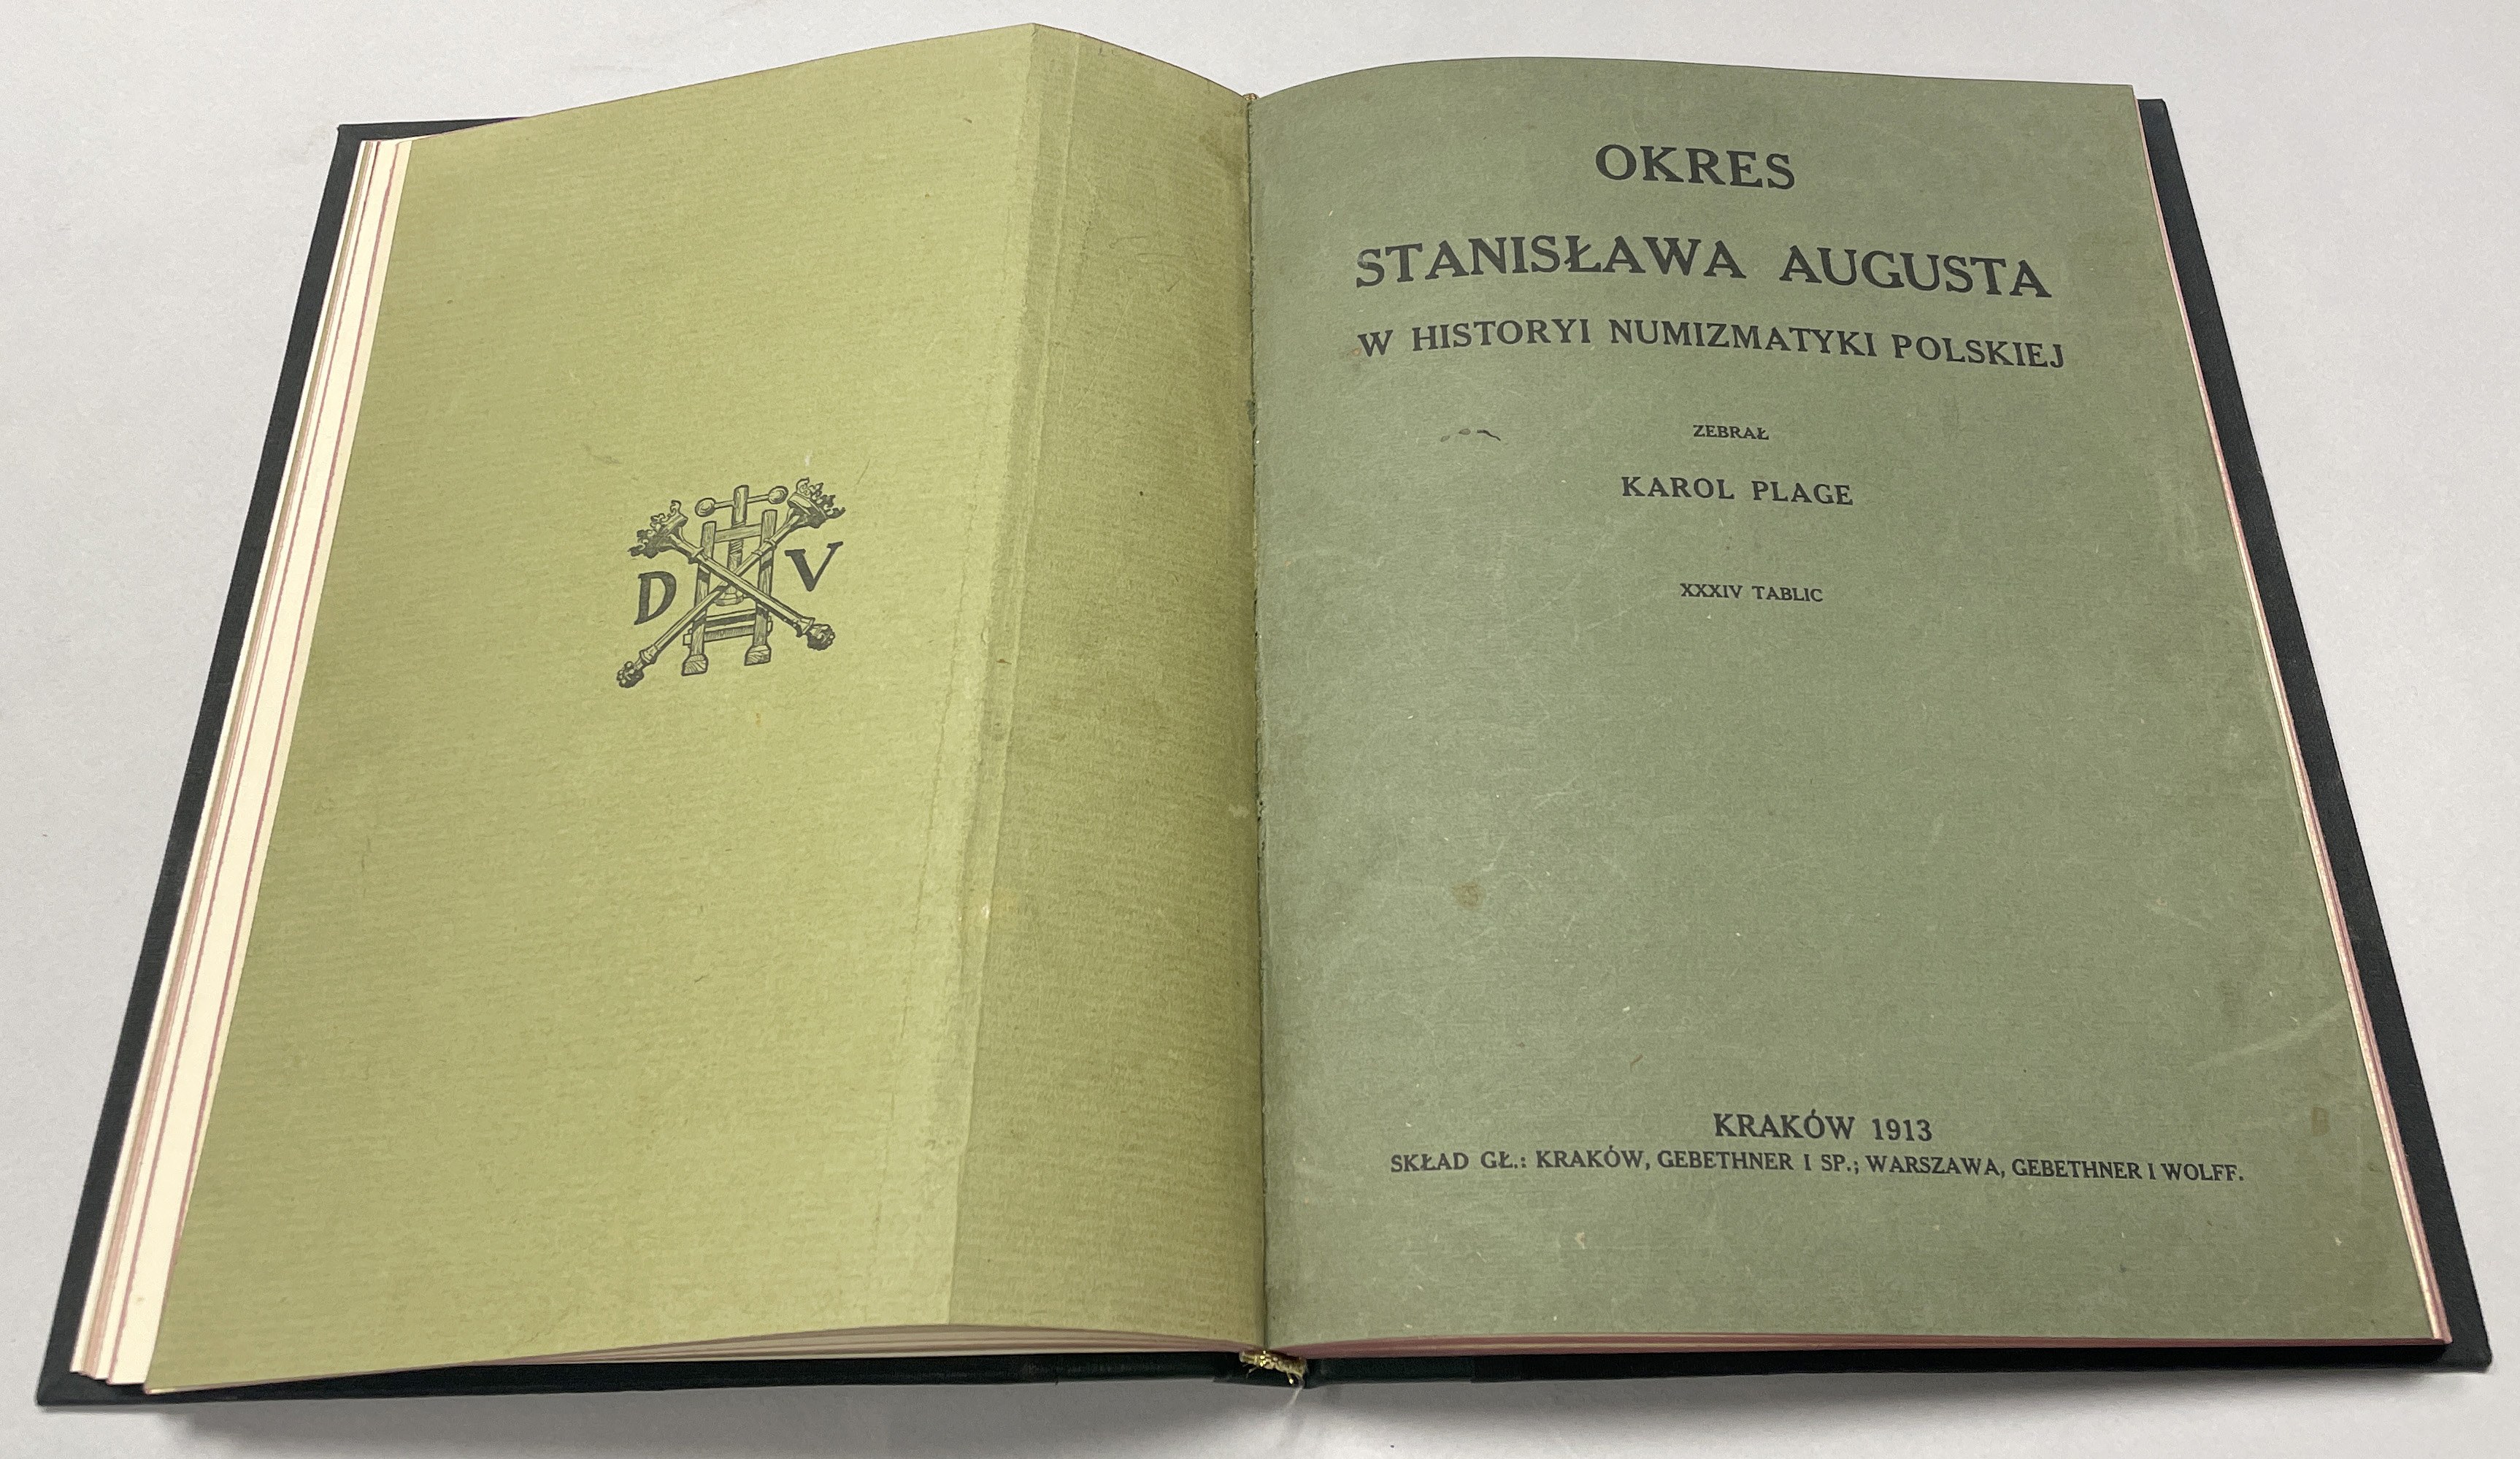 D V
OKRES
STANISŁAWA AUGUSTA
W HISTORYI NUMIZMATYKI POLSKIEJ
ZEBRAŁ
KAROL PLAGE
XXXIV TABLIC
KRAKÓW 1913
SKŁAD GŁ.: KRAKÓW, GEBETHNER I SP.; WARSZAWA, GEBETHNER I WOLFF.